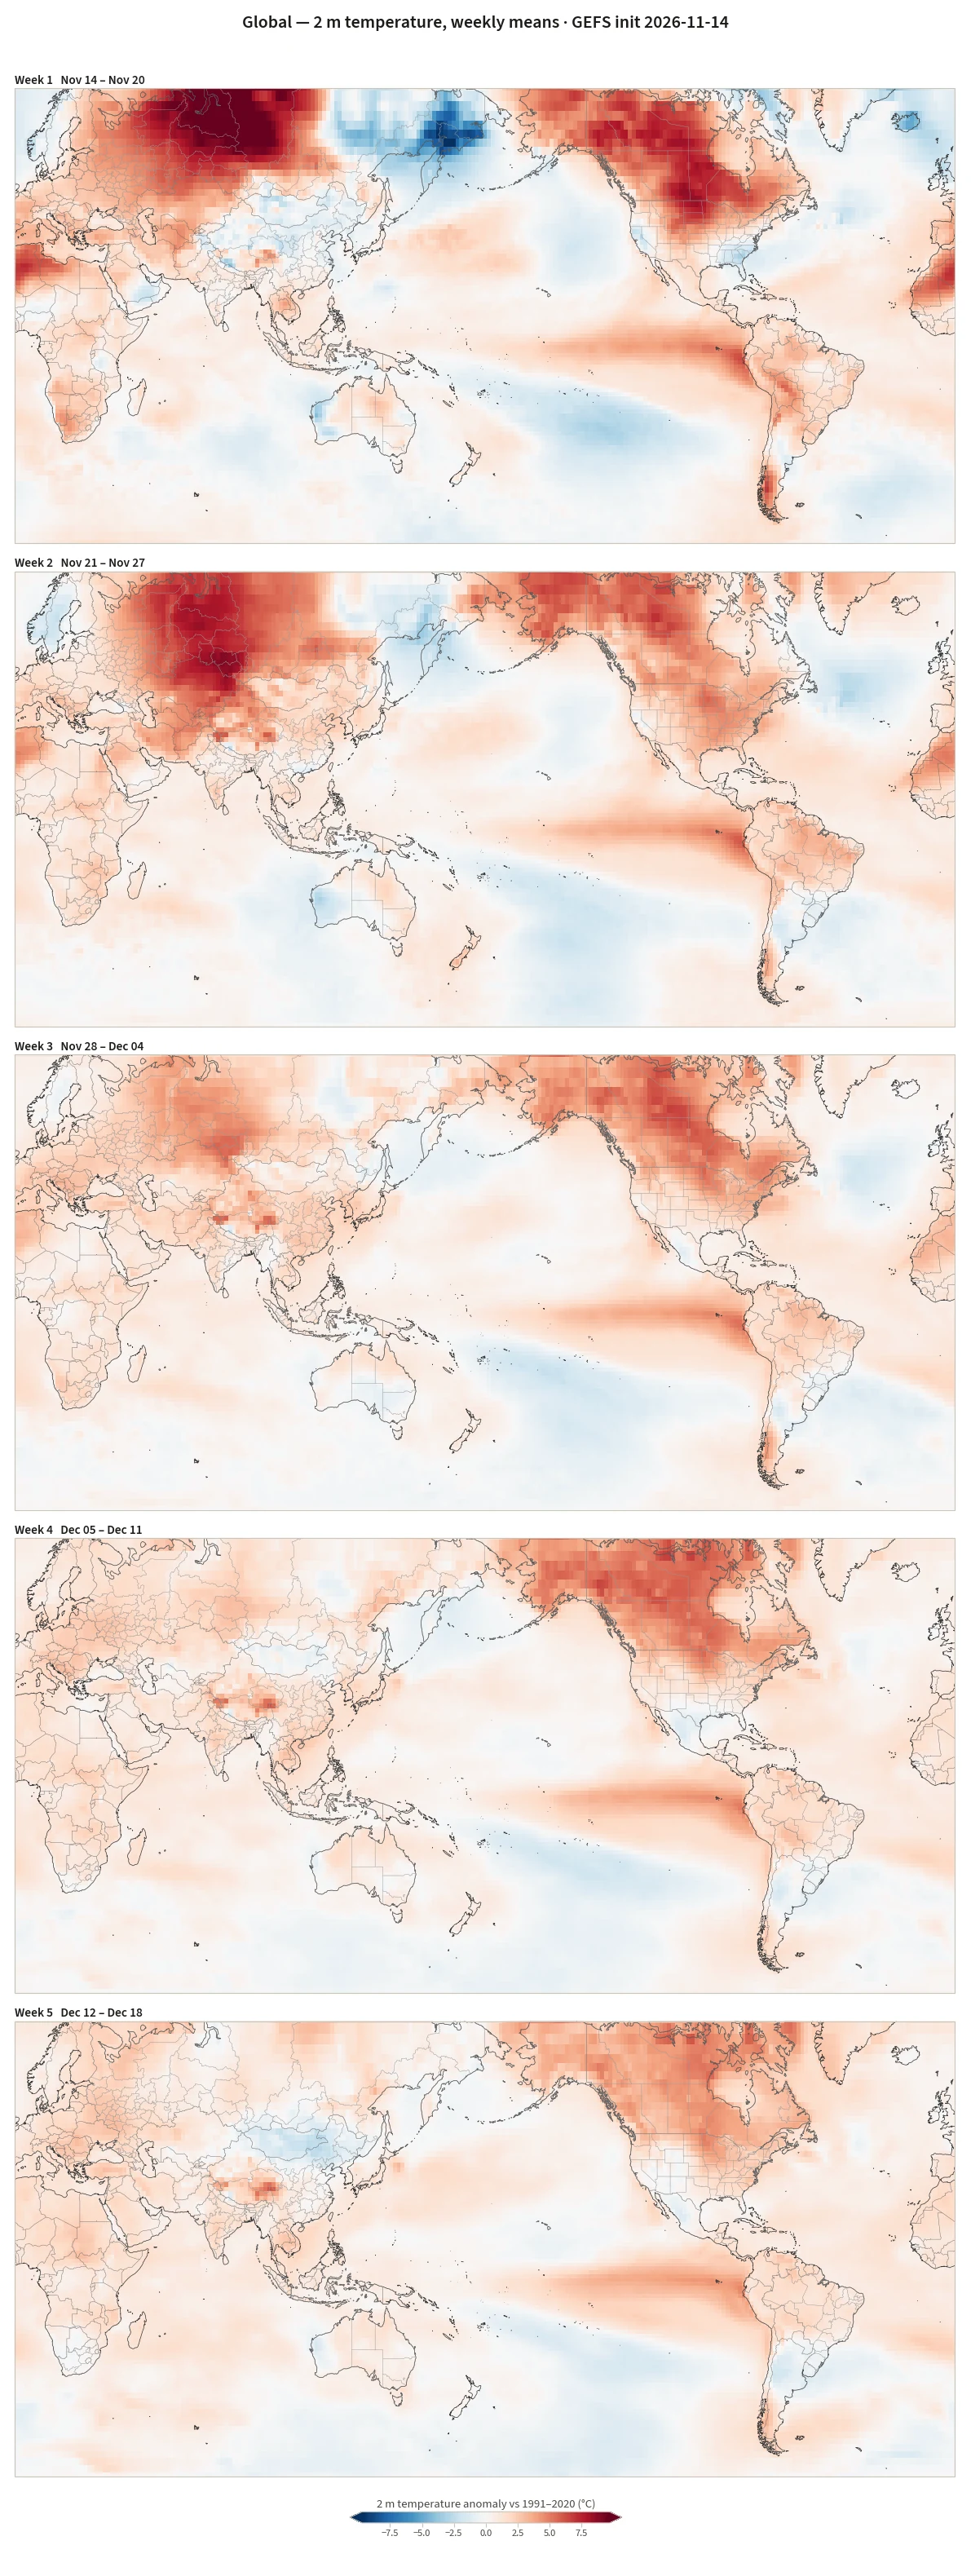 Global — 2 m temperature, weekly means · GEFS init 2026-11-14
Week 1 Nov 14 – Nov 20
Week 2 Nov 21 – Nov 27
Week 3 Nov 28 – Dec 04
Week 4 Dec 05 – Dec 11
Week 5 Dec 12 – Dec 18
2 m temperature anomaly vs 1991–2020 (°C)
−7.5 −5.0 −2.5 0.0 2.5 5.0 7.5